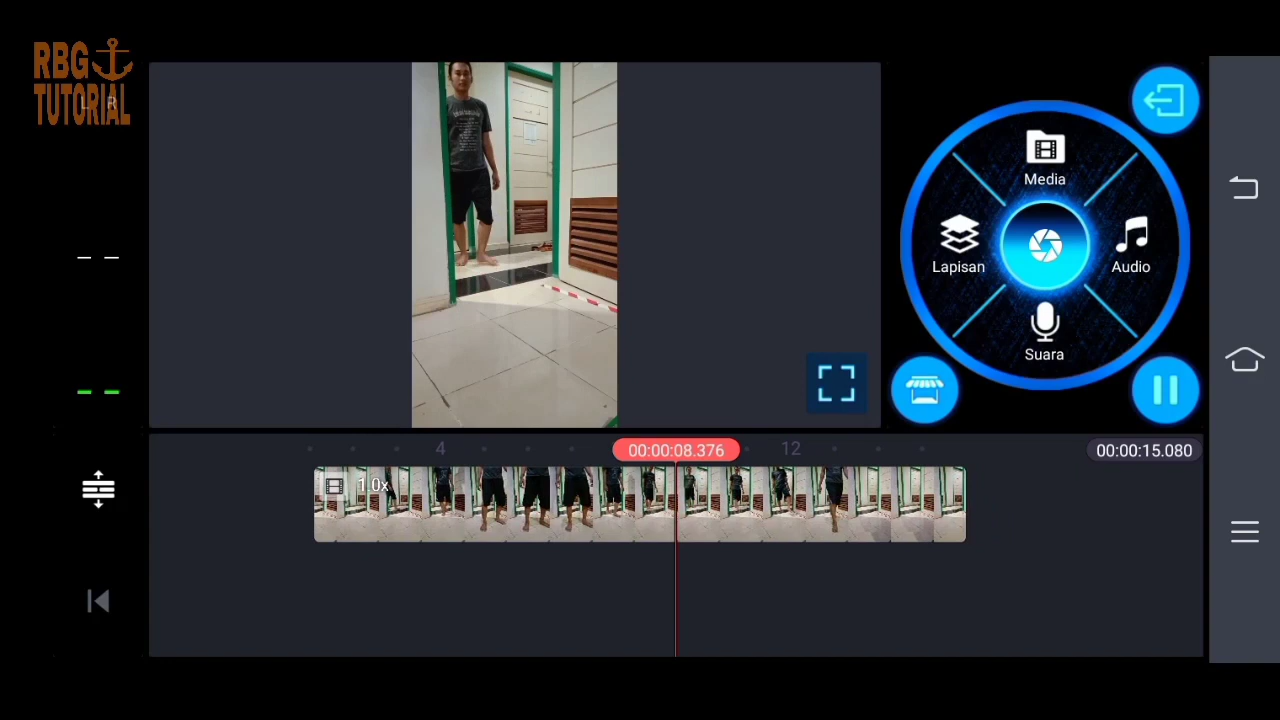 RBG
TUTORIAL
L R
Media
Lapisan
Audio
Suara
4
00:00:08.376
12
00:00:15.080
1.0x